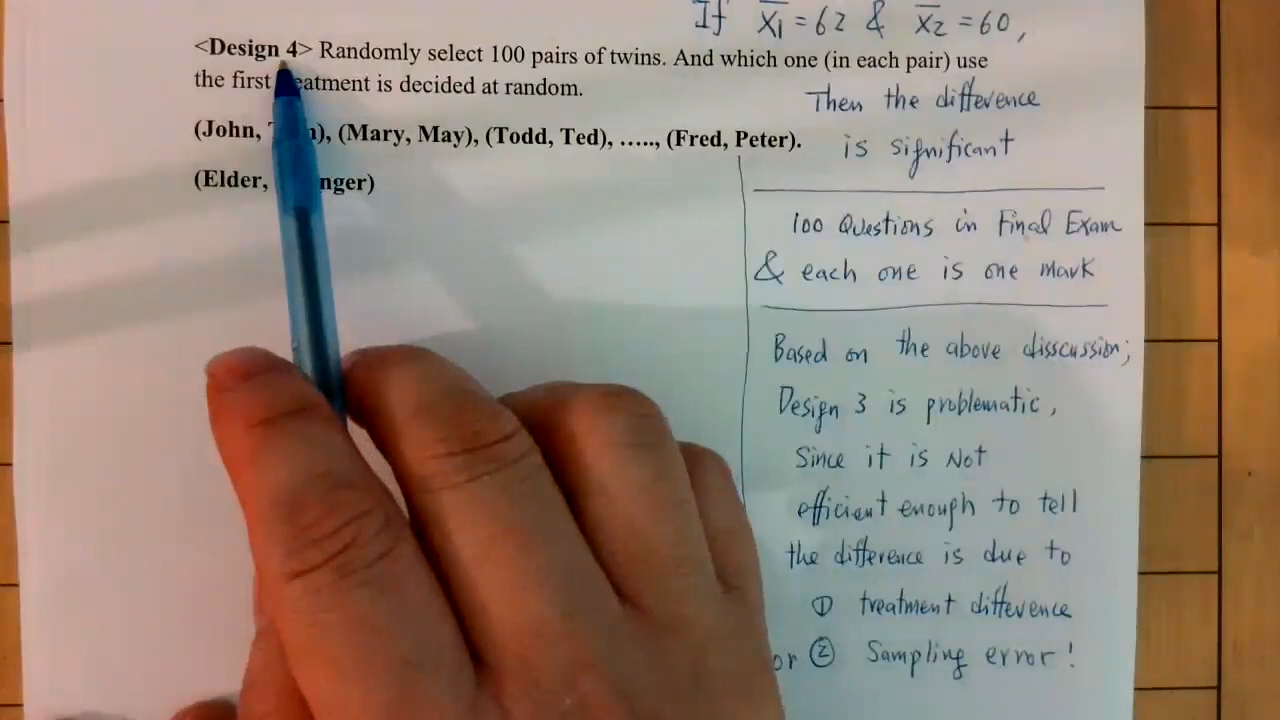 If x̄1 = 62 & x̄2 = 60,
<Design 4> Randomly select 100 pairs of twins. And which one (in each pair) use
the first eatment is decided at random.
Then the difference
is significant
(John, ), (Mary, May), (Todd, Ted), ….., (Fred, Peter).
(Elder, nger)
100 Questions in Final Exam
& each one is one mark
Based on the above disscussion;
Design 3 is problematic,
Since it is Not
efficient enough to tell
the difference is due to
① treatment difference
or ② Sampling error!